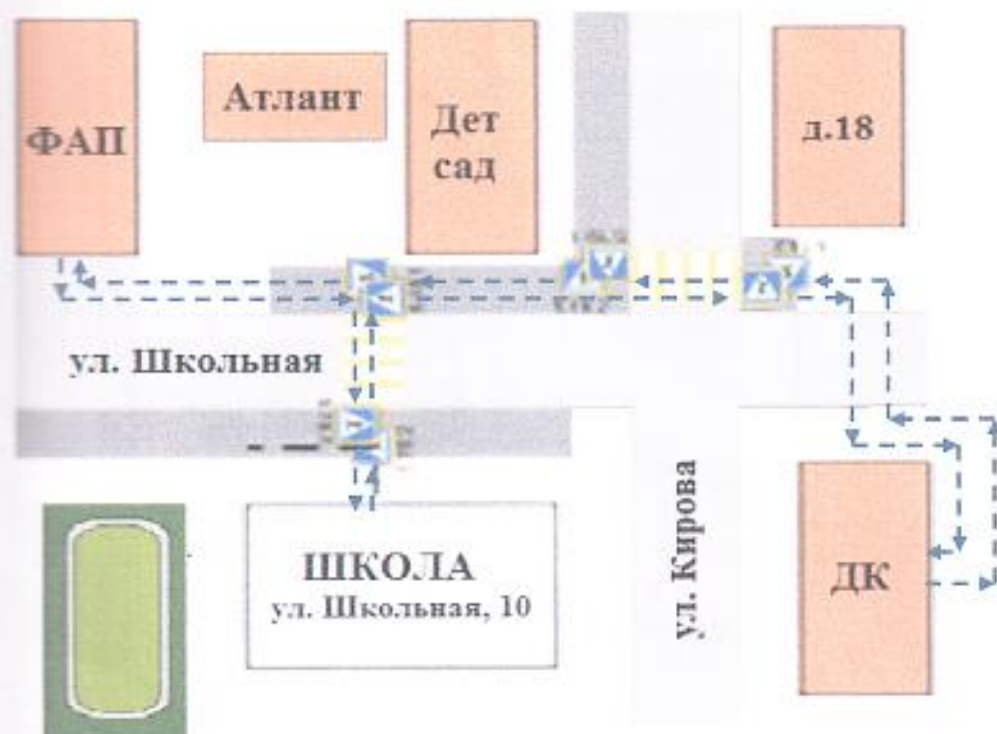 ФАП
Атлант
Дет
сад
д.18
ул. Школьная
ШКОЛА
ул. Школьная, 10
ул. Кирова
ДК